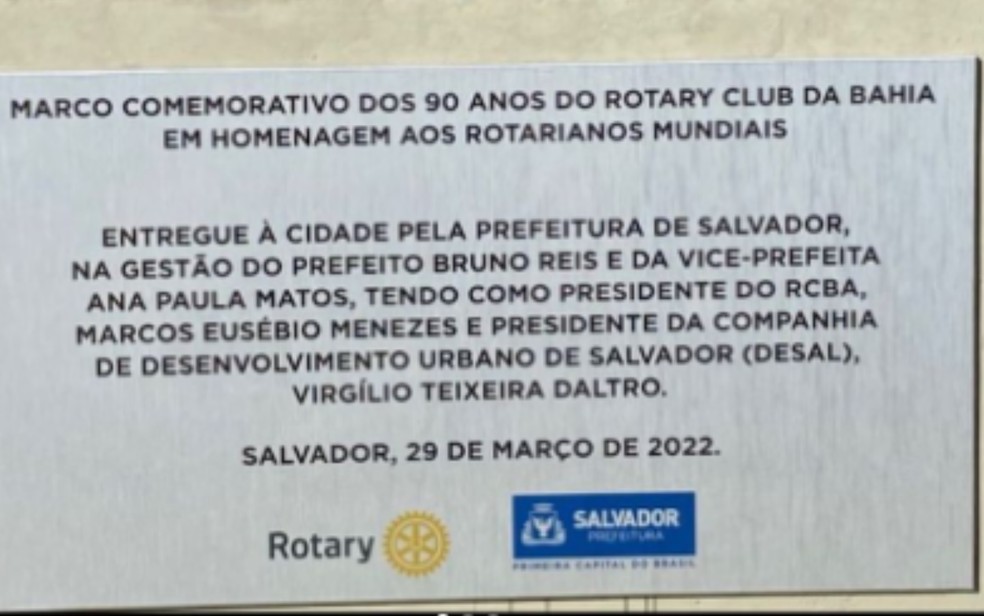 MARCO COMEMORATIVO DOS 90 ANOS DO ROTARY CLUB DA BAHIA
EM HOMENAGEM AOS ROTARIANOS MUNDIAIS
ENTREGUE À CIDADE PELA PREFEITURA DE SALVADOR,
NA GESTÃO DO PREFEITO BRUNO REIS E DA VICE-PREFEITA
ANA PAULA MATOS, TENDO COMO PRESIDENTE DO RCBA,
MARCOS EUSÉBIO MENEZES E PRESIDENTE DA COMPANHIA
DE DESENVOLVIMENTO URBANO DE SALVADOR (DESAL),
VIRGÍLIO TEIXEIRA DALTRO.
SALVADOR, 29 DE MARÇO DE 2022.
Rotary
SALVADOR
PREFEITURA
PRIMEIRA CAPITAL DO BRASIL